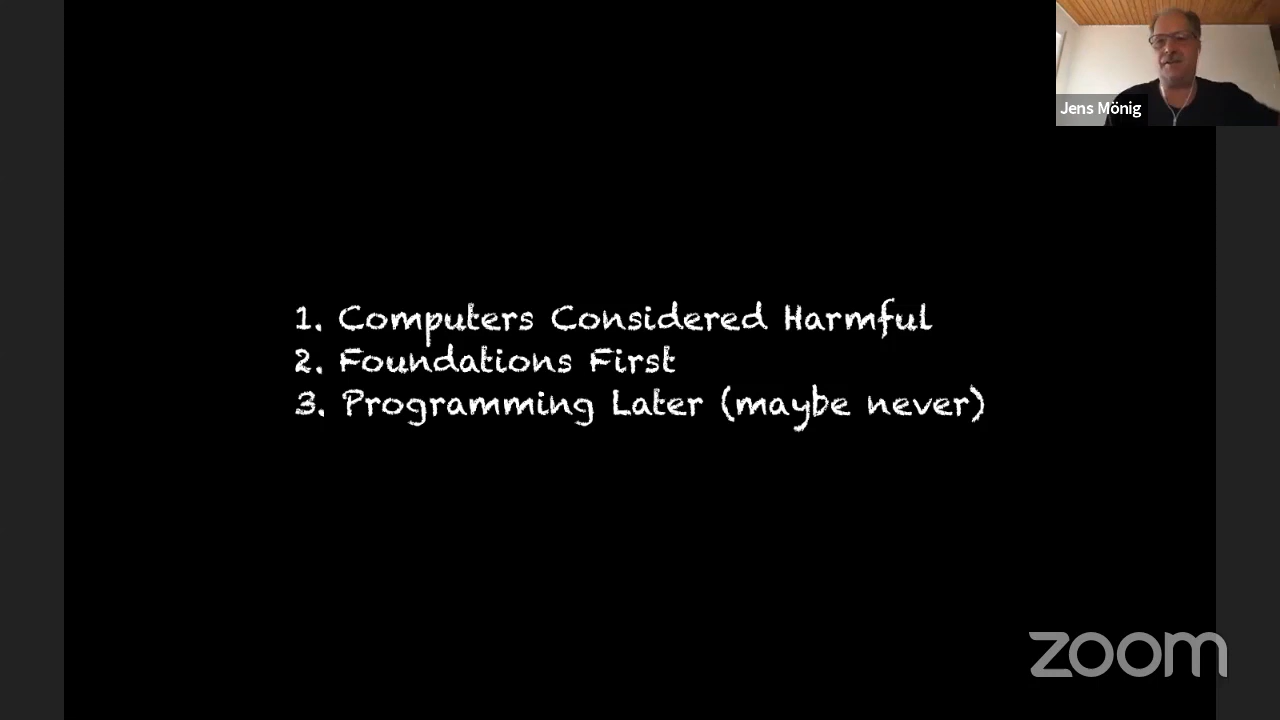 Jens Mönig
1. Computers Considered Harmful
2. Foundations First
3. Programming Later (maybe never)
zoom